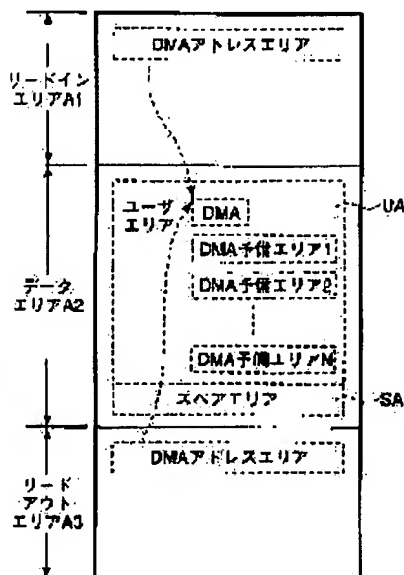 DMAアドレスエリア
リードイン
エリアA1
ユーザ
エリア
DMA
UA
DMA予備エリア1
DMA予備エリア2
データ
エリアA2
DMA予備エリアN
スペアエリア
SA
DMAアドレスエリア
リード
アウト
エリアA3